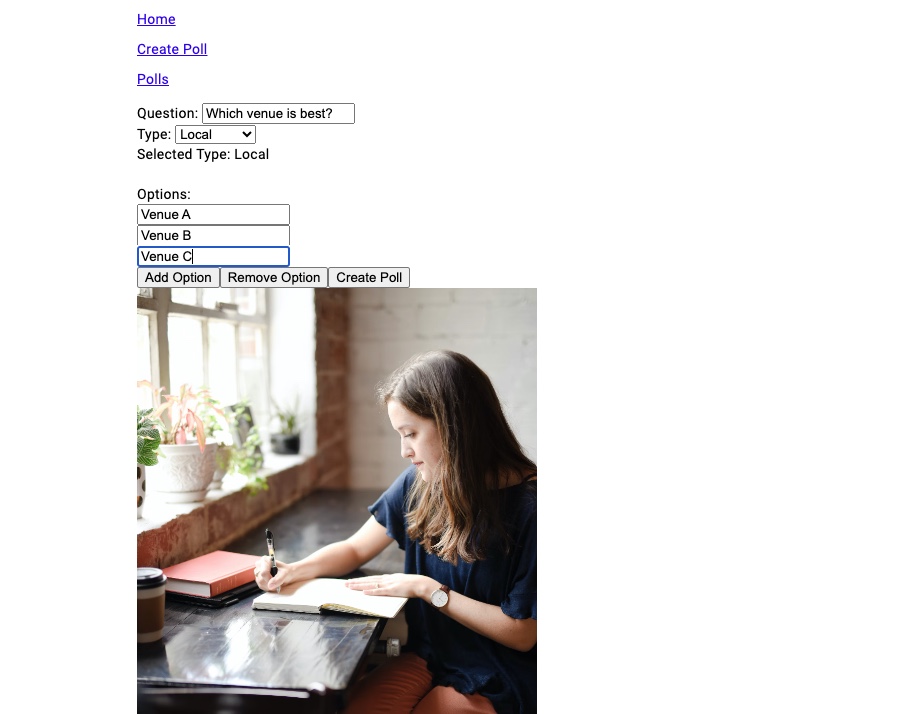 Home
Create Poll
Polls
Question: Which venue is best?
Type: Local
Selected Type: Local
Options:
Venue A
Venue B
Venue C
Add Option Remove Option Create Poll